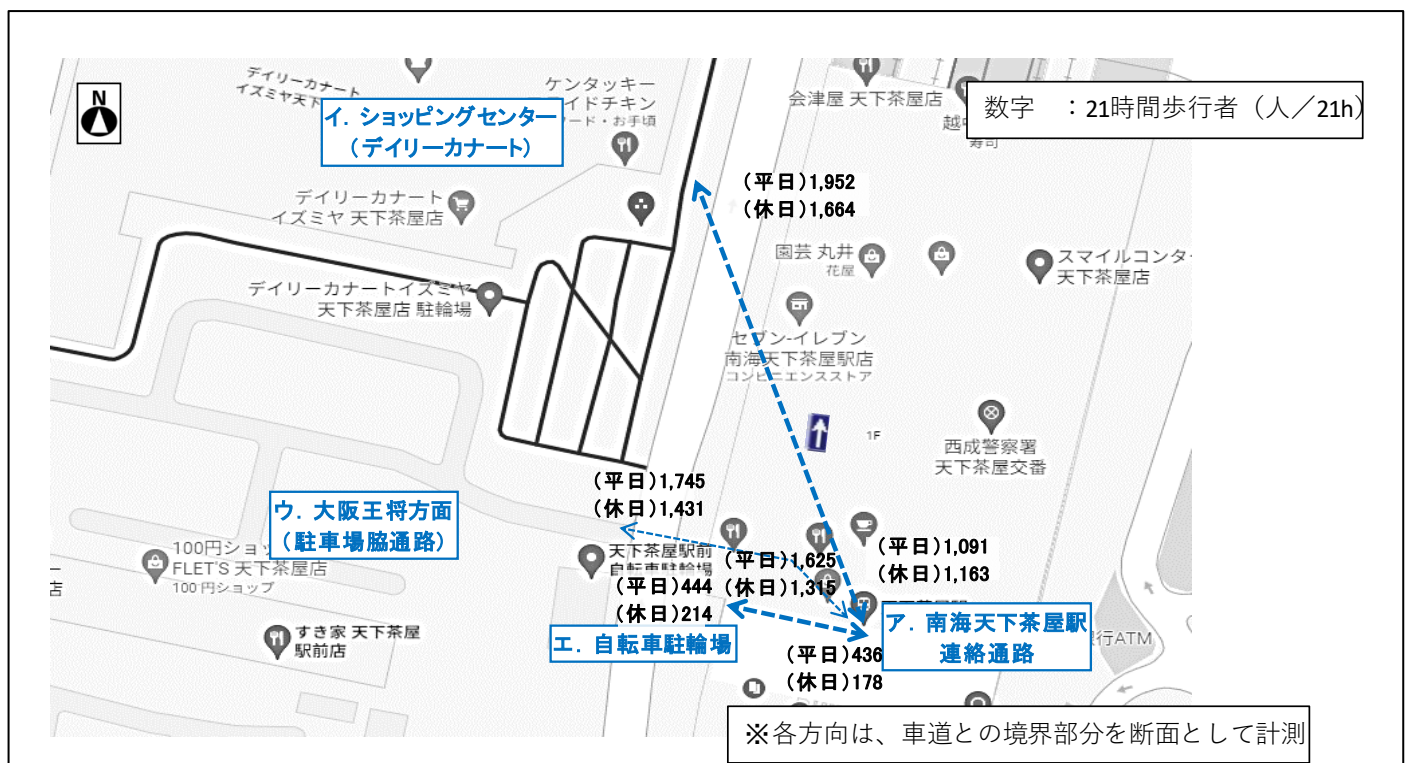 N
デイリーカナート
イズミヤ天下
ケンタッキー
イドチキン
ード・お手頃
会津屋 天下茶屋店
越
寿司
数字　：21時間歩行者（人／21h）
イ．ショッピングセンター
（デイリーカナート）
（平日）1,952
（休日）1,664
デイリーカナート
イズミヤ 天下茶屋店
園芸 丸井
花屋
スマイルコンタ
天下茶屋店
デイリーカナートイズミヤ
天下茶屋店 駐輪場
セブン-イレブン
南海天下茶屋駅店
コンビニエンスストア
1F
西成警察署
天下茶屋交番
（平日）1,745
（休日）1,431
ウ．大阪王将方面
（駐車場脇通路）
100円ショ
FLET'S 天下茶屋店
100円ショップ
店
天下茶屋駅前
自転車駐輪場
（平日）1,625
（休日）1,315
（平日）1,091
（休日）1,163
（平日）444
（休日）214
エ．自転車駐輪場
ア．南海天下茶屋駅
連絡通路
行ATM
すき家 天下茶屋
駅前店
（平日）436
（休日）178
※各方向は、車道との境界部分を断面として計測